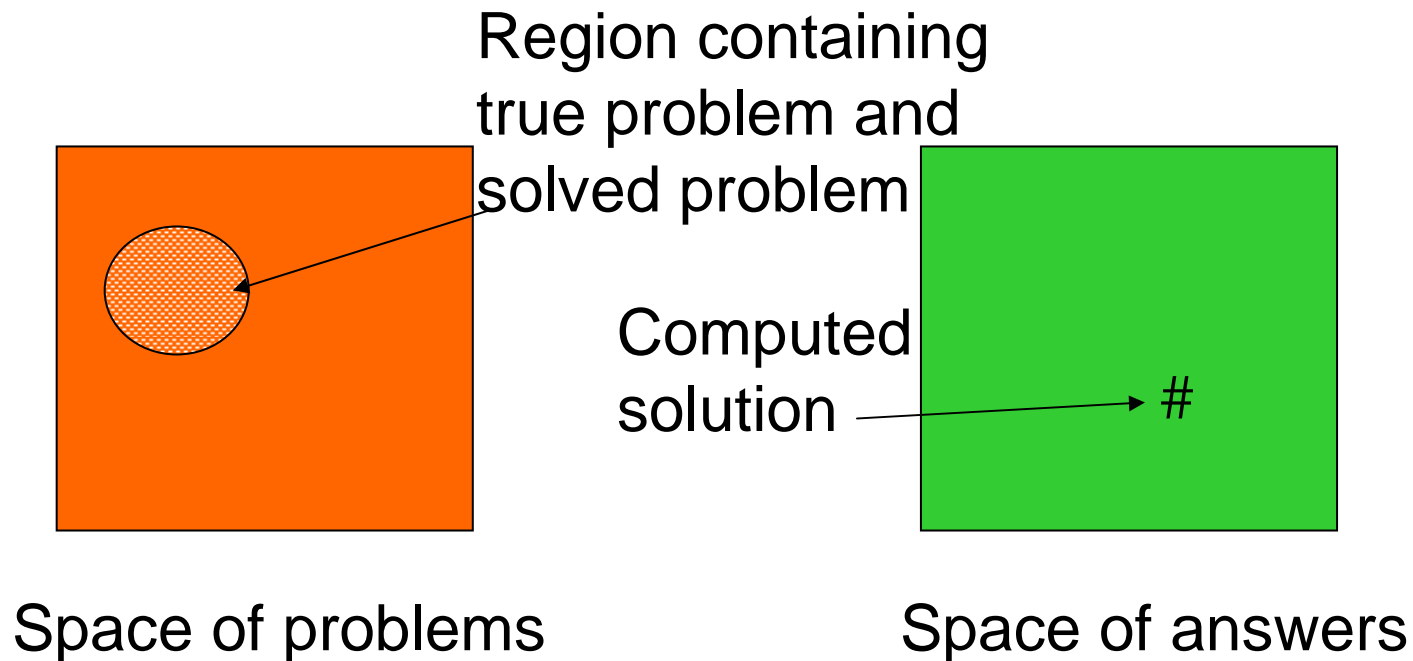 Region containing
true problem and
solved problem
Computed
solution
#
Space of problems
Space of answers